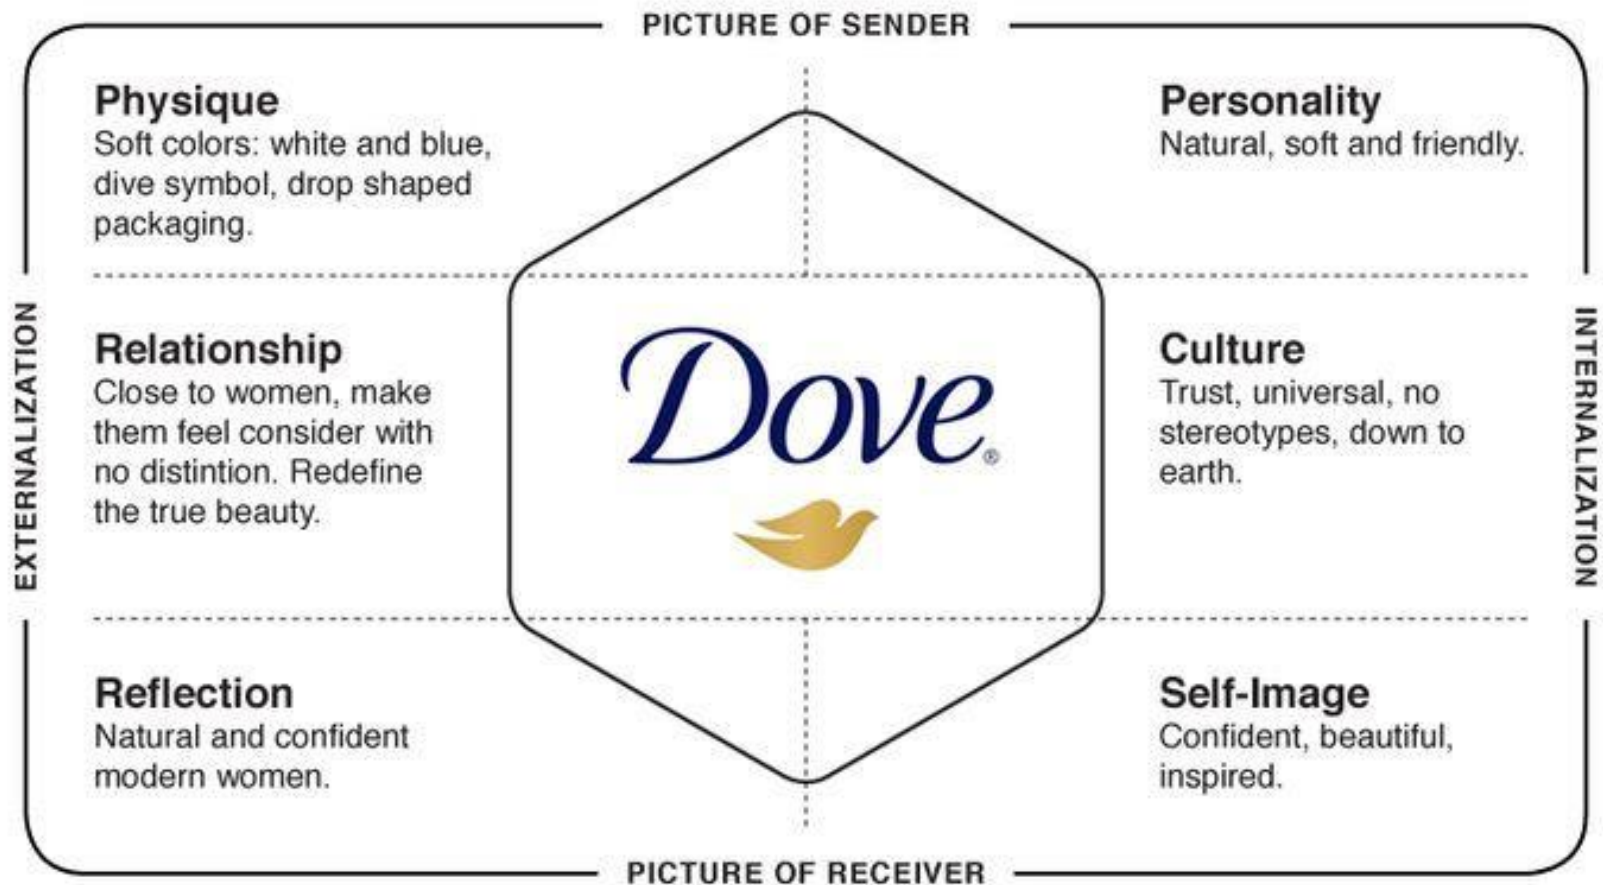 PICTURE OF SENDER
Physique
Soft colors: white and blue,
dive symbol, drop shaped
packaging.
Personality
Natural, soft and friendly.
EXTERNALIZATION
Relationship
Close to women, make
them feel consider with
no distintion. Redefine
the true beauty.
Dove®
Culture
Trust, universal, no
stereotypes, down to
earth.
INTERNALIZATION
Reflection
Natural and confident
modern women.
Self-Image
Confident, beautiful,
inspired.
PICTURE OF RECEIVER